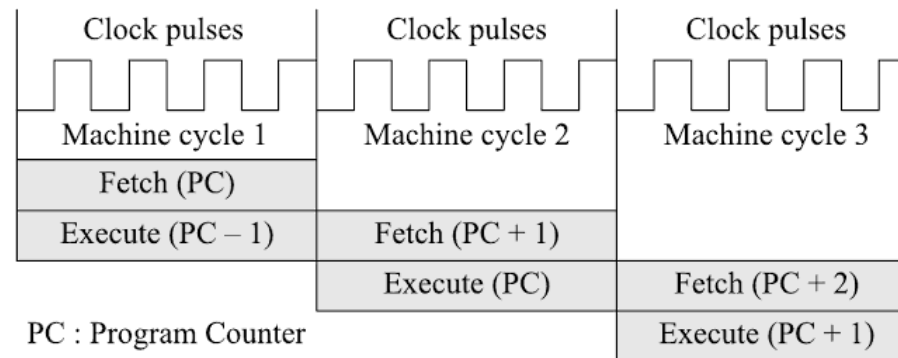 Clock pulses Clock pulses Clock pulses
Machine cycle 1 Machine cycle 2 Machine cycle 3
Fetch (PC)
Execute (PC – 1) Fetch (PC + 1)
Execute (PC) Fetch (PC + 2)
PC : Program Counter Execute (PC + 1)